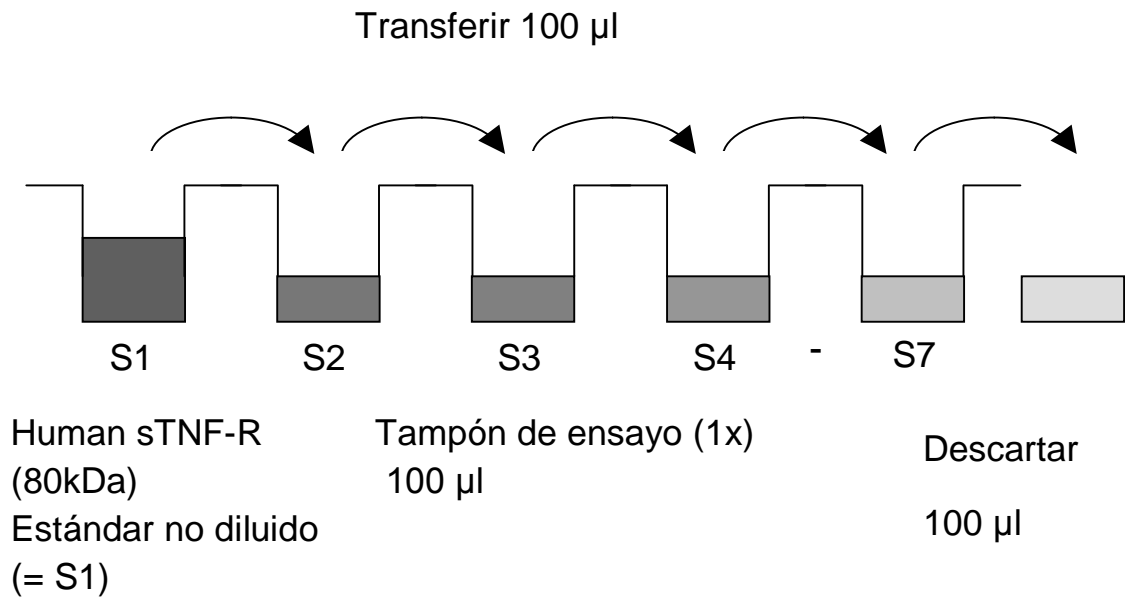 Transferir 100 µl
S1 S2 S3 S4 - S7
Human sTNF-R
(80kDa)
Estándar no diluido
(= S1)
Tampón de ensayo (1x)
100 µl
Descartar
100 µl